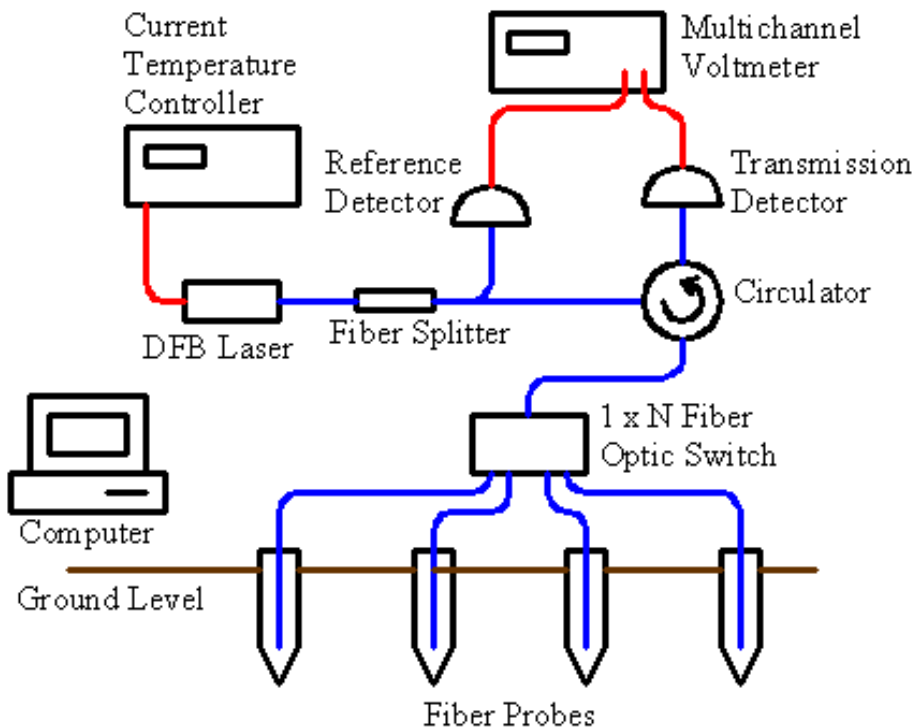 Current
Temperature
Controller
Multichannel
Voltmeter
Reference
Detector
Transmission
Detector
Circulator
DFB Laser
Fiber Splitter
1 x N Fiber
Optic Switch
Computer
Ground Level
Fiber Probes